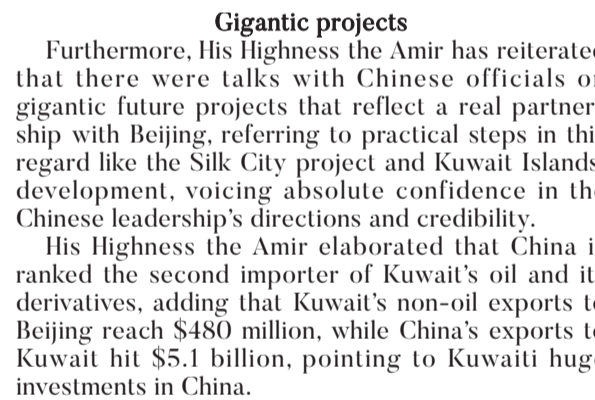 Gigantic projects
Furthermore, His Highness the Amir has reiterate
that there were talks with Chinese officials o
gigantic future projects that reflect a real partner
ship with Beijing, referring to practical steps in thi
regard like the Silk City project and Kuwait Islands
development, voicing absolute confidence in th
Chinese leadership's directions and credibility.
His Highness the Amir elaborated that China i
ranked the second importer of Kuwait's oil and it
derivatives, adding that Kuwait's non-oil exports t
Beijing reach $480 million, while China's exports t
Kuwait hit $5.1 billion, pointing to Kuwaiti hug
investments in China.